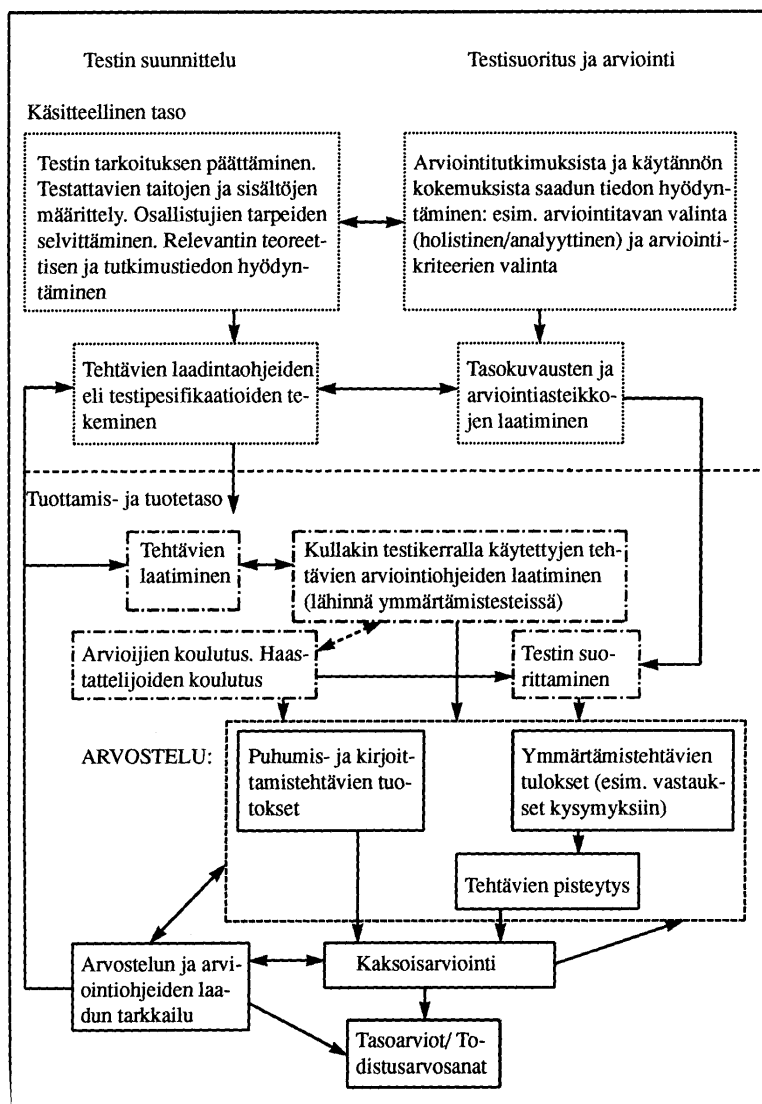 Testin suunnittelu
Testisuoritus ja arviointi
Käsitteellinen taso
Testin tarkoituksen päättäminen.
Testattavien taitojen ja sisältöjen
määrittely. Osallistujien tarpeiden
selvittäminen. Relevantin teoreet-
tisen ja tutkimustiedon hyödyn-
täminen
Arviointitutkimuksista ja käytännön
kokemuksista saadun tiedon hyödyn-
täminen: esim. arviointitavan valinta
(holistinen/analyyttinen) ja arviointi-
kriteerien valinta
Tehtävien laadintaohjeiden
eli testipesifikaatioiden te-
keminen
Tasokuvausten ja
arviointiasteikko-
jen laatiminen
Tuottamis- ja tuotetaso
Tehtävien
laatiminen
Kullakin testikerralla käytettyjen teh-
tävien arviointiohjeiden laatiminen
(lähinnä ymmärtämistesteissä)
Arvioijien koulutus. Haas-
tattelijoiden koulutus
Testin suo-
rittaminen
ARVOSTELU:
Puhumis- ja kirjoit-
tamistehtävien tuo-
tokset
Ymmärtämistehtävien
tulokset (esim. vastauk-
set kysymyksiin)
Tehtävien pisteytys
Arvostelun ja arvi-
ointiohjeiden laa-
dun tarkkailu
Kaksoisarviointi
Tasoarviot/ To-
distusarvosanat